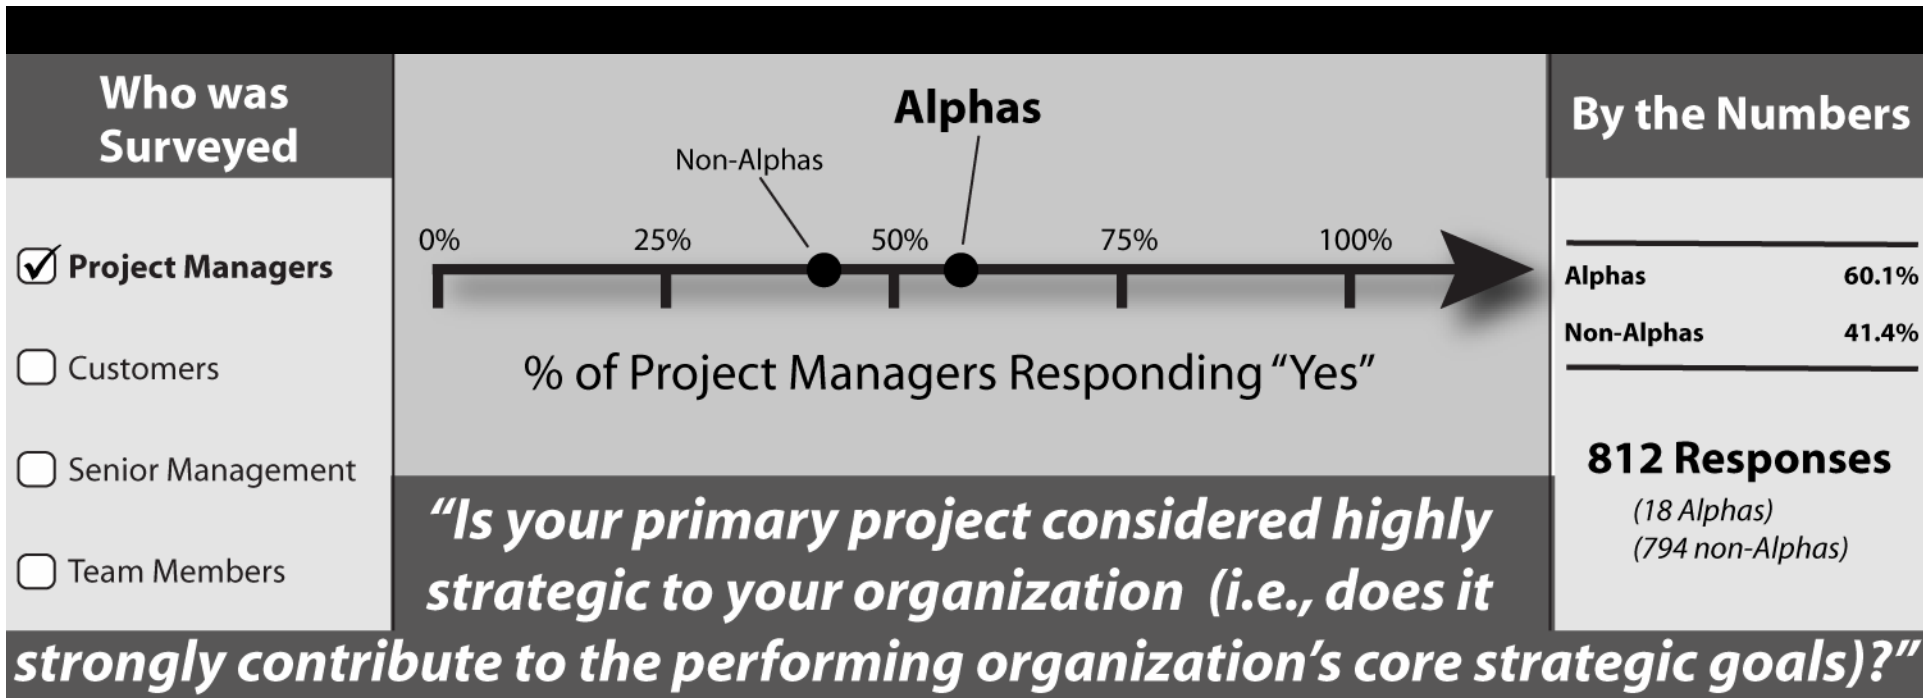 Who was
Surveyed
Project Managers
Customers
Senior Management
Team Members
Alphas
Non-Alphas
0% 25% 50% 75% 100%
% of Project Managers Responding “Yes”
By the Numbers
Alphas 60.1%
Non-Alphas 41.4%
812 Responses
(18 Alphas)
(794 non-Alphas)
“Is your primary project considered highly
strategic to your organization (i.e., does it
strongly contribute to the performing organization’s core strategic goals)?”